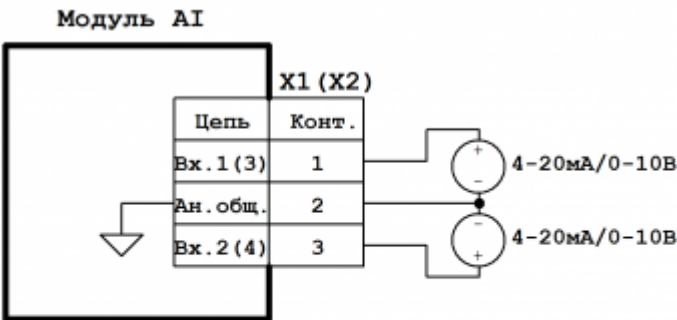 Модуль AI
X1(X2)
Цепь Конт.
Вх.1(3) 1
Ан.общ. 2
Вх.2(4) 3
+
4-20мА/0-10В
-
-
4-20мА/0-10В
+